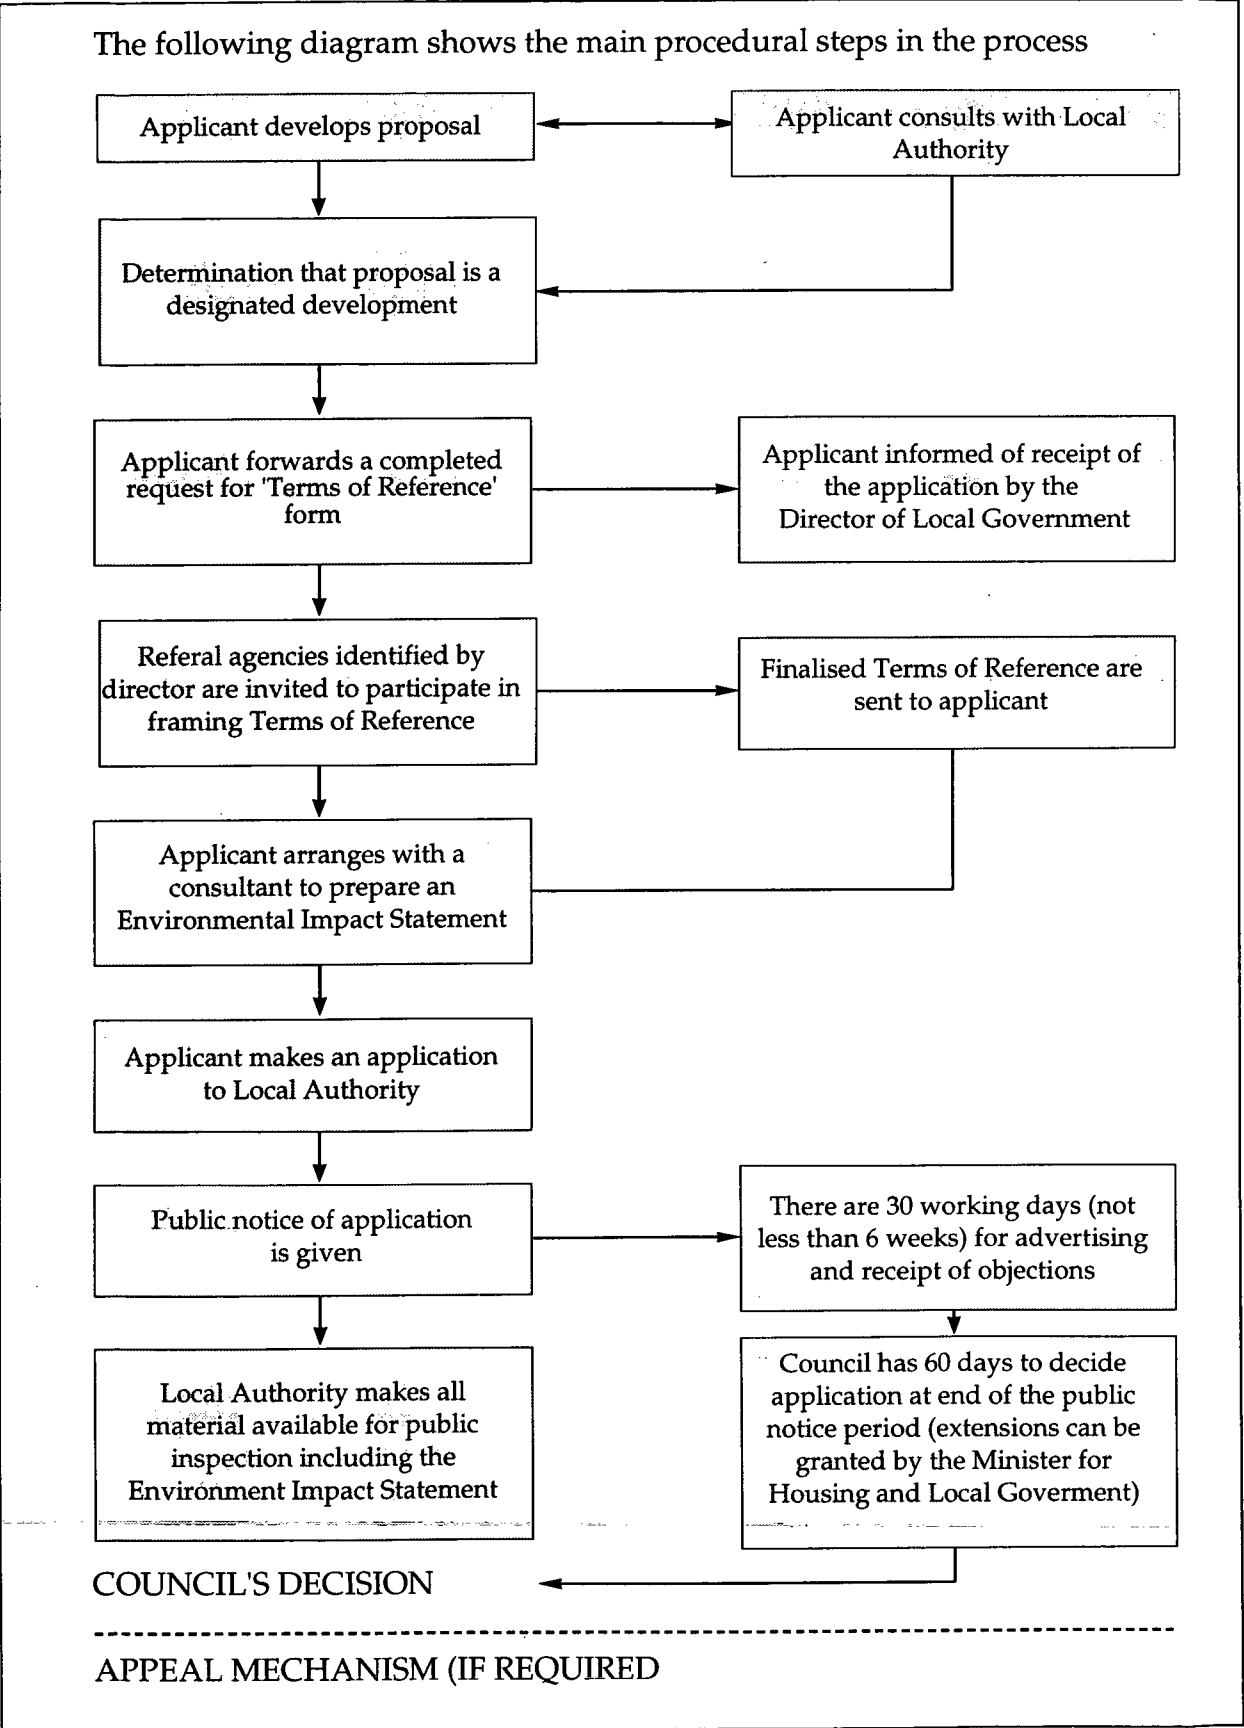 The following diagram shows the main procedural steps in the process
Applicant develops proposal
Applicant consults with Local
Authority
Determination that proposal is a
designated development
Applicant forwards a completed
request for 'Terms of Reference'
form
Applicant informed of receipt of
the application by the
Director of Local Government
Referal agencies identified by
director are invited to participate in
framing Terms of Reference
Finalised Terms of Reference are
sent to applicant
Applicant arranges with a
consultant to prepare an
Environmental Impact Statement
Applicant makes an application
to Local Authority
Public notice of application
is given
There are 30 working days (not
less than 6 weeks) for advertising
and receipt of objections
Local Authority makes all
material available for public
inspection including the
Environment Impact Statement
Council has 60 days to decide
application at end of the public
notice period (extensions can be
granted by the Minister for
Housing and Local Goverment)
COUNCIL'S DECISION
APPEAL MECHANISM (IF REQUIRED